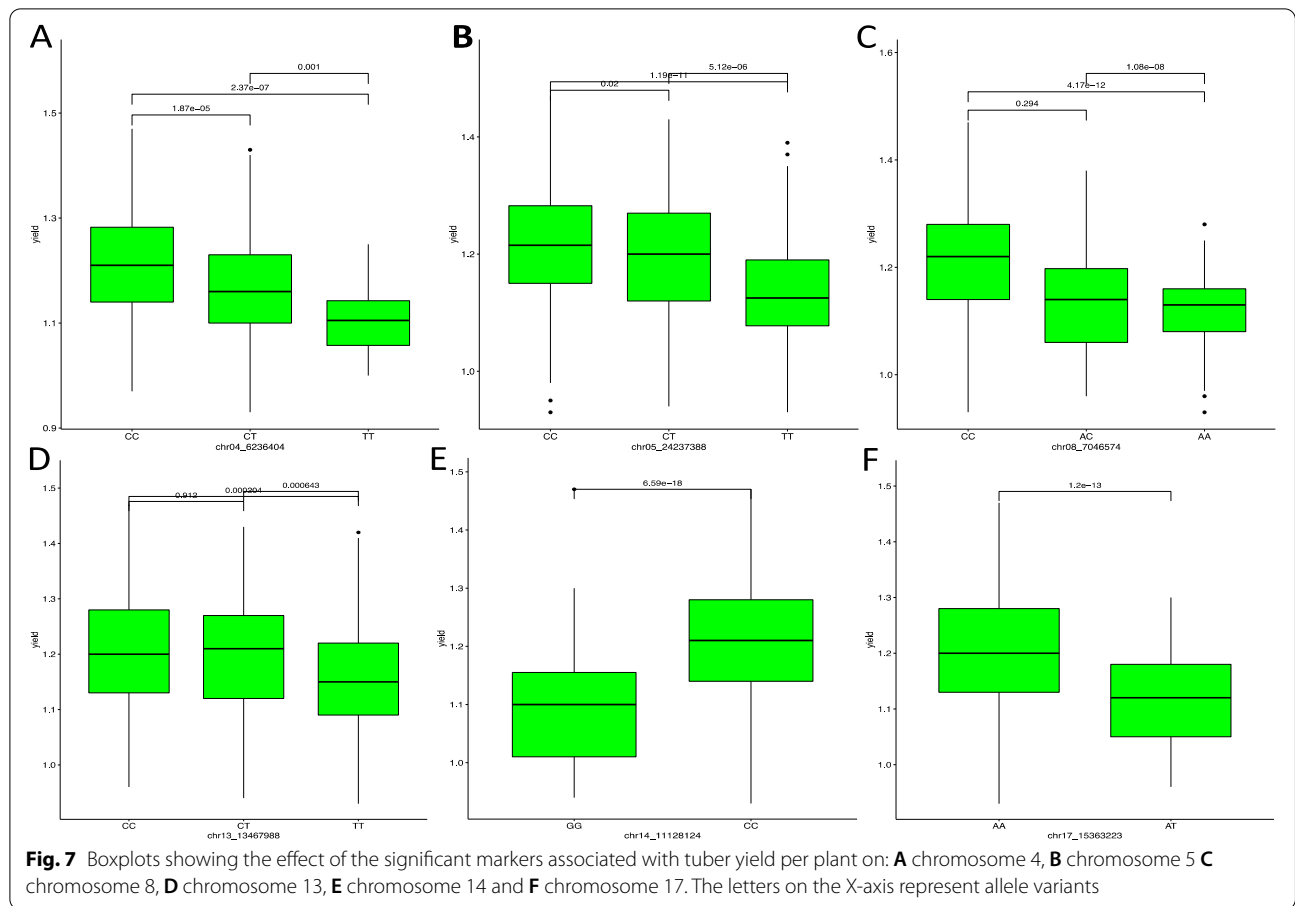 A
0.001
2.37e−07
1.87e−05
1.5
1.3
1.1
0.9
yield
CC CT TT
chr04_6236404
B
5.12e−06
1.19e−11
0.02
1.4
1.2
1.0
yield
CC CT TT
chr05_24237388
C
1.6
1.08e−08
4.17e−12
0.294
1.4
1.2
1.0
yield
CC AC AA
chr08_7046574
D
1.5
0.000643
0.000204
0.912
1.4
1.3
1.2
1.1
1.0
yield
CC CT TT
chr13_13467988
E
1.5
6.59e−18
1.4
1.3
1.2
1.1
1.0
yield
GG CC
chr14_11128124
F
1.5
1.2e−13
1.4
1.3
1.2
1.1
1.0
yield
AA AT
chr17_15363223
Fig. 7 Boxplots showing the effect of the significant markers associated with tuber yield per plant on: A chromosome 4, B chromosome 5 C
chromosome 8, D chromosome 13, E chromosome 14 and F chromosome 17. The letters on the X-axis represent allele variants